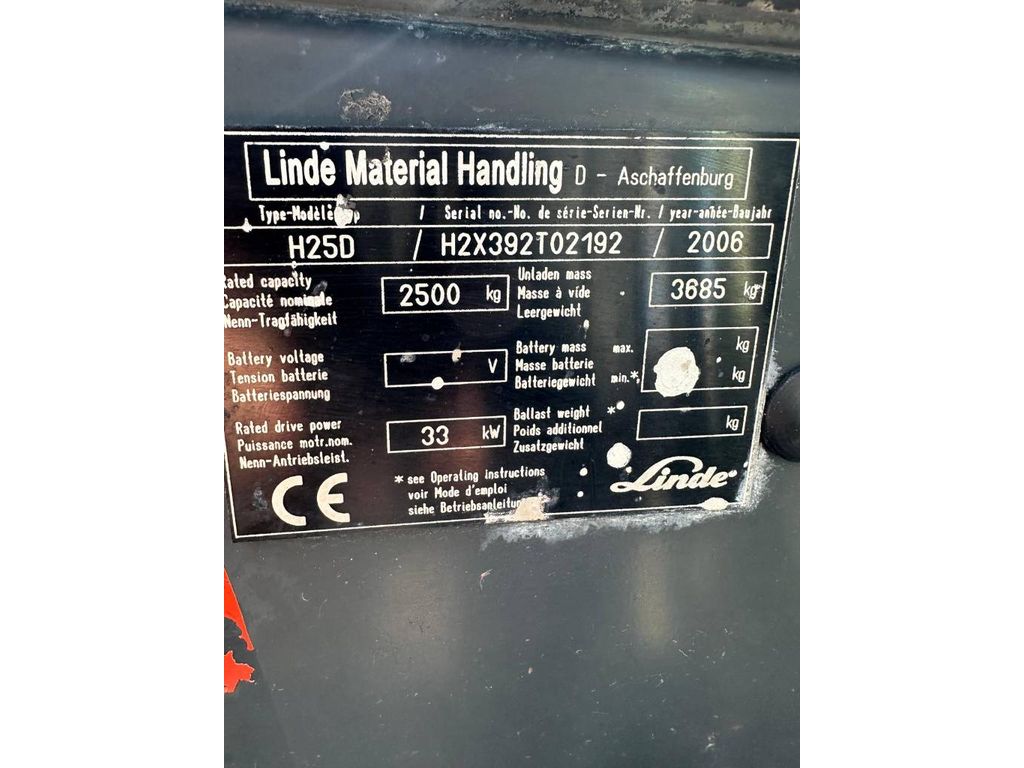 Linde Material Handling D - Aschaffenburg
Type-Modèle-Typ / Serial no.-No. de série-Serien-Nr. / year-année-Baujahr
H25D / H2X392T02192 / 2006
Rated capacity
Capacité nominale
Nenn-Tragfähigkeit
2500 kg
Unladen mass
Masse à vide
Leergewicht
3685 kg
Battery voltage
Tension batterie
Batteriespannung
V
Battery mass max. kg
Masse batterie
Batteriegewicht min.* kg
Rated drive power
Puissance motr.nom.
Nenn-Antriebsleist.
33 kW
Ballast weight *
Poids additionnel
Zusatzgewicht
kg
CE
* see Operating instructions
voir Mode d'emploi
siehe Betriebsanleitung
Linde